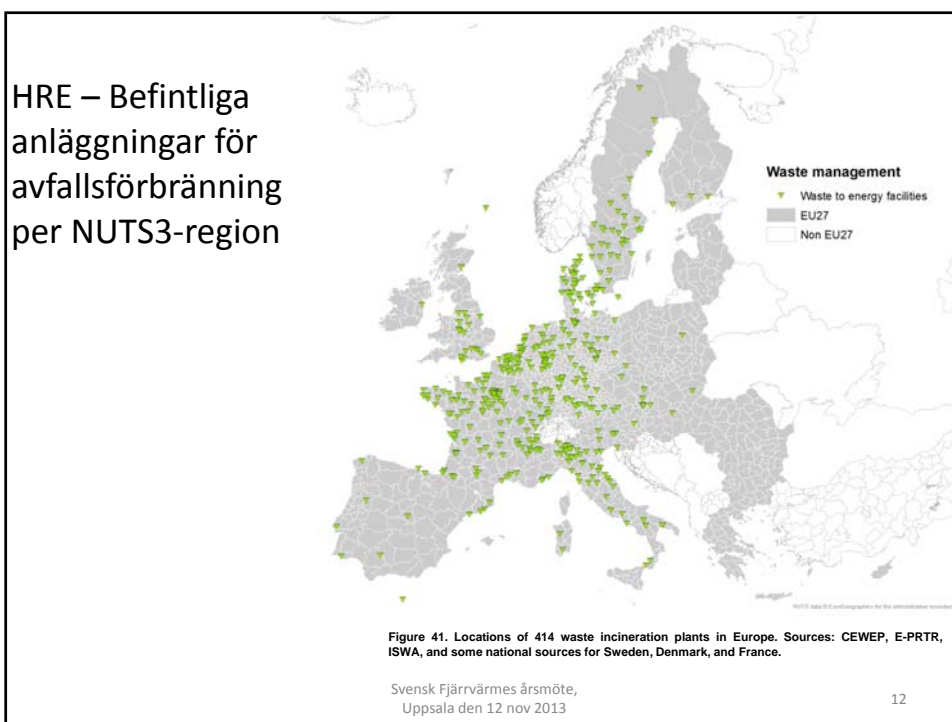 HRE – Befintliga
anläggningar för
avfallsförbränning
per NUTS3-region
Waste management
Waste to energy facilities
EU27
Non EU27
Figure 41. Locations of 414 waste incineration plants in Europe. Sources: CEWEP, E-PRTR,
ISWA, and some national sources for Sweden, Denmark, and France.
Svensk Fjärrvärmes årsmöte,
Uppsala den 12 nov 2013
12